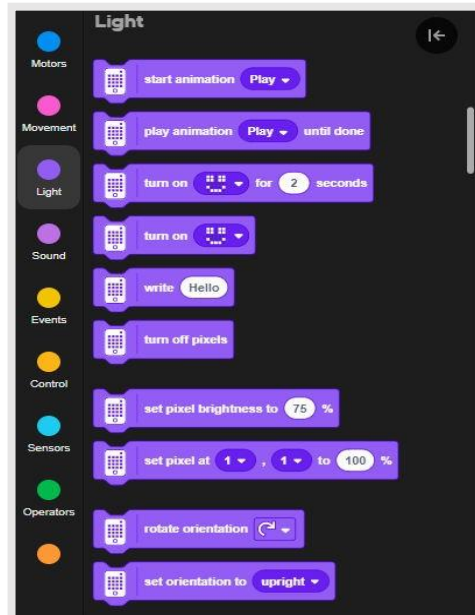 Light
Motors
Movement
Light
Sound
Events
Control
Sensors
Operators
start animation Play
play animation Play until done
turn on for 2 seconds
turn on
write Hello
turn off pixels
set pixel brightness to 75 %
set pixel at 1 , 1 to 100 %
rotate orientation
set orientation to upright